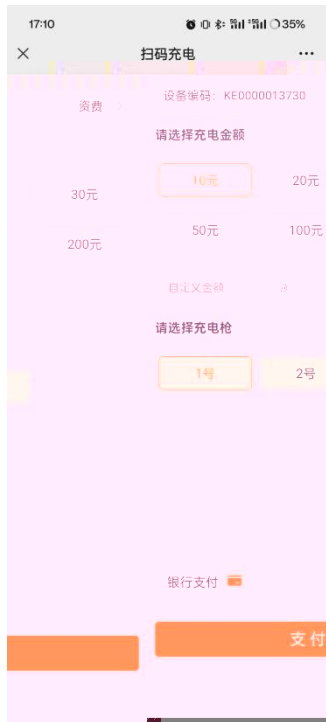 17:10 35%
扫码充电
资费
设备编码: KE0000013730
请选择充电金额
30元 10元 20元
200元 50元 100元
自定义金额
请选择充电枪
1号 2号
银行支付
支付